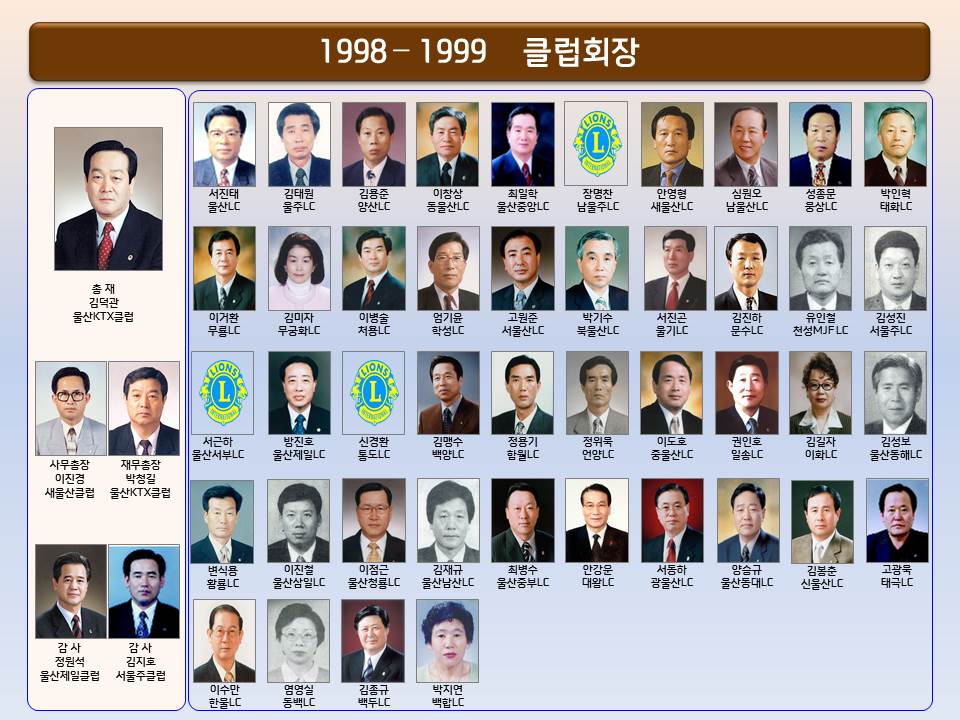 1998 – 1999 클럽회장
총 재
김덕관
울산KTX클럽
사무총장
이진경
새울산클럽
재무총장
박청길
울산KTX클럽
감 사
정원석
울산제일클럽
감 사
김지호
서울주클럽
서진태
울산LC
김태원
울주LC
김용준
양산LC
이창상
동울산LC
최일학
울산중앙LC
LIONS
L
INTERNATIONAL
장명찬
남울주LC
안영형
새울산LC
심원오
남울산LC
성종문
웅상LC
박인혁
태화LC
이거환
무룡LC
김미자
무궁화LC
이병술
처용LC
엄기윤
학성LC
고원준
서울산LC
박기수
북울산LC
서진곤
울기LC
김진하
문수LC
유인철
천성MJF LC
김성진
서울주LC
LIONS
L
INTERNATIONAL
서근하
울산서부LC
방진호
울산제일LC
LIONS
L
INTERNATIONAL
신경환
통도LC
김맹수
백양LC
정용기
함월LC
정위욱
언양LC
이도호
중울산LC
권인호
일송LC
김길자
이화LC
김성보
울산동해LC
변식용
황룡LC
이진철
울산삼일LC
이점근
울산청룡LC
김재규
울산남산LC
최병수
울산중부LC
안강운
대왕LC
서동하
광울산LC
양승규
울산동대LC
김봉춘
신울산LC
고광욱
태극LC
이수만
한울LC
염영실
동백LC
김종규
백두LC
박지연
백합LC